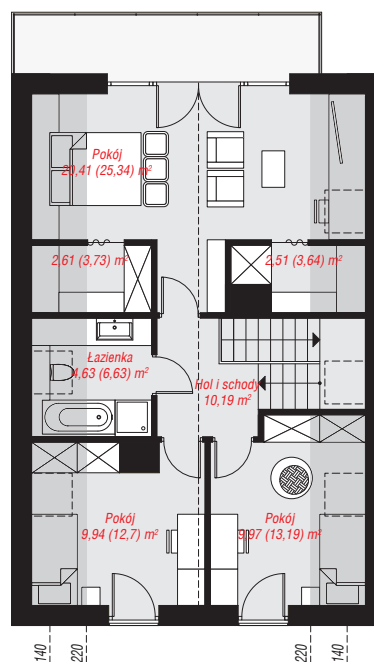 Pokój
20,41 (25,34) m²
2,61 (3,73) m²
2,51 (3,64) m²
Łazienka
4,63 (6,63) m²
Hol i schody
10,19 m²
Pokój
9,94 (12,7) m²
Pokój
9,97 (13,19) m²
140
220
220
140